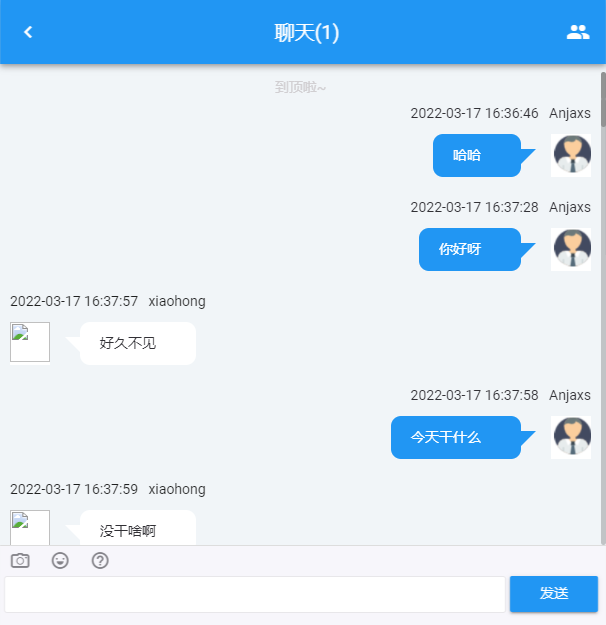 聊天(1)
到顶啦~
2022-03-17 16:36:46 Anjaxs
哈哈
2022-03-17 16:37:28 Anjaxs
你好呀
2022-03-17 16:37:57 xiaohong
好久不见
2022-03-17 16:37:58 Anjaxs
今天干什么
2022-03-17 16:37:59 xiaohong
没干啥啊
发送